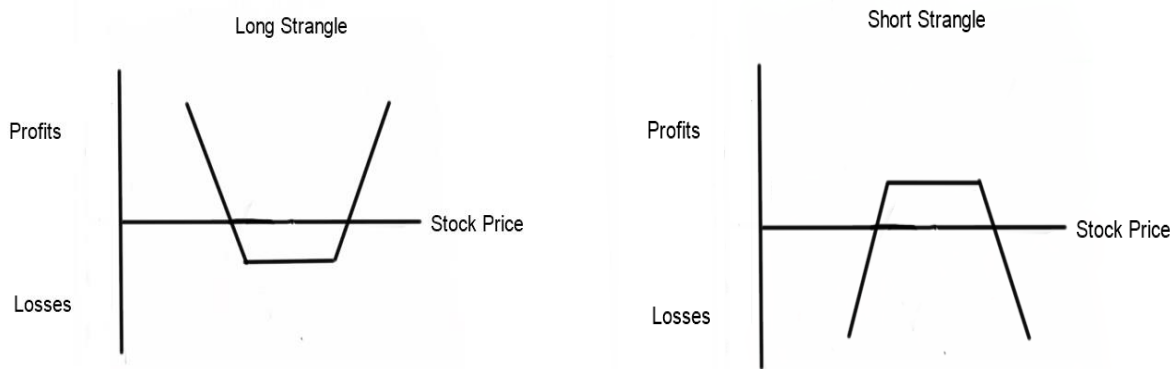 Long Strangle
Profits
Stock Price
Losses
Short Strangle
Profits
Stock Price
Losses